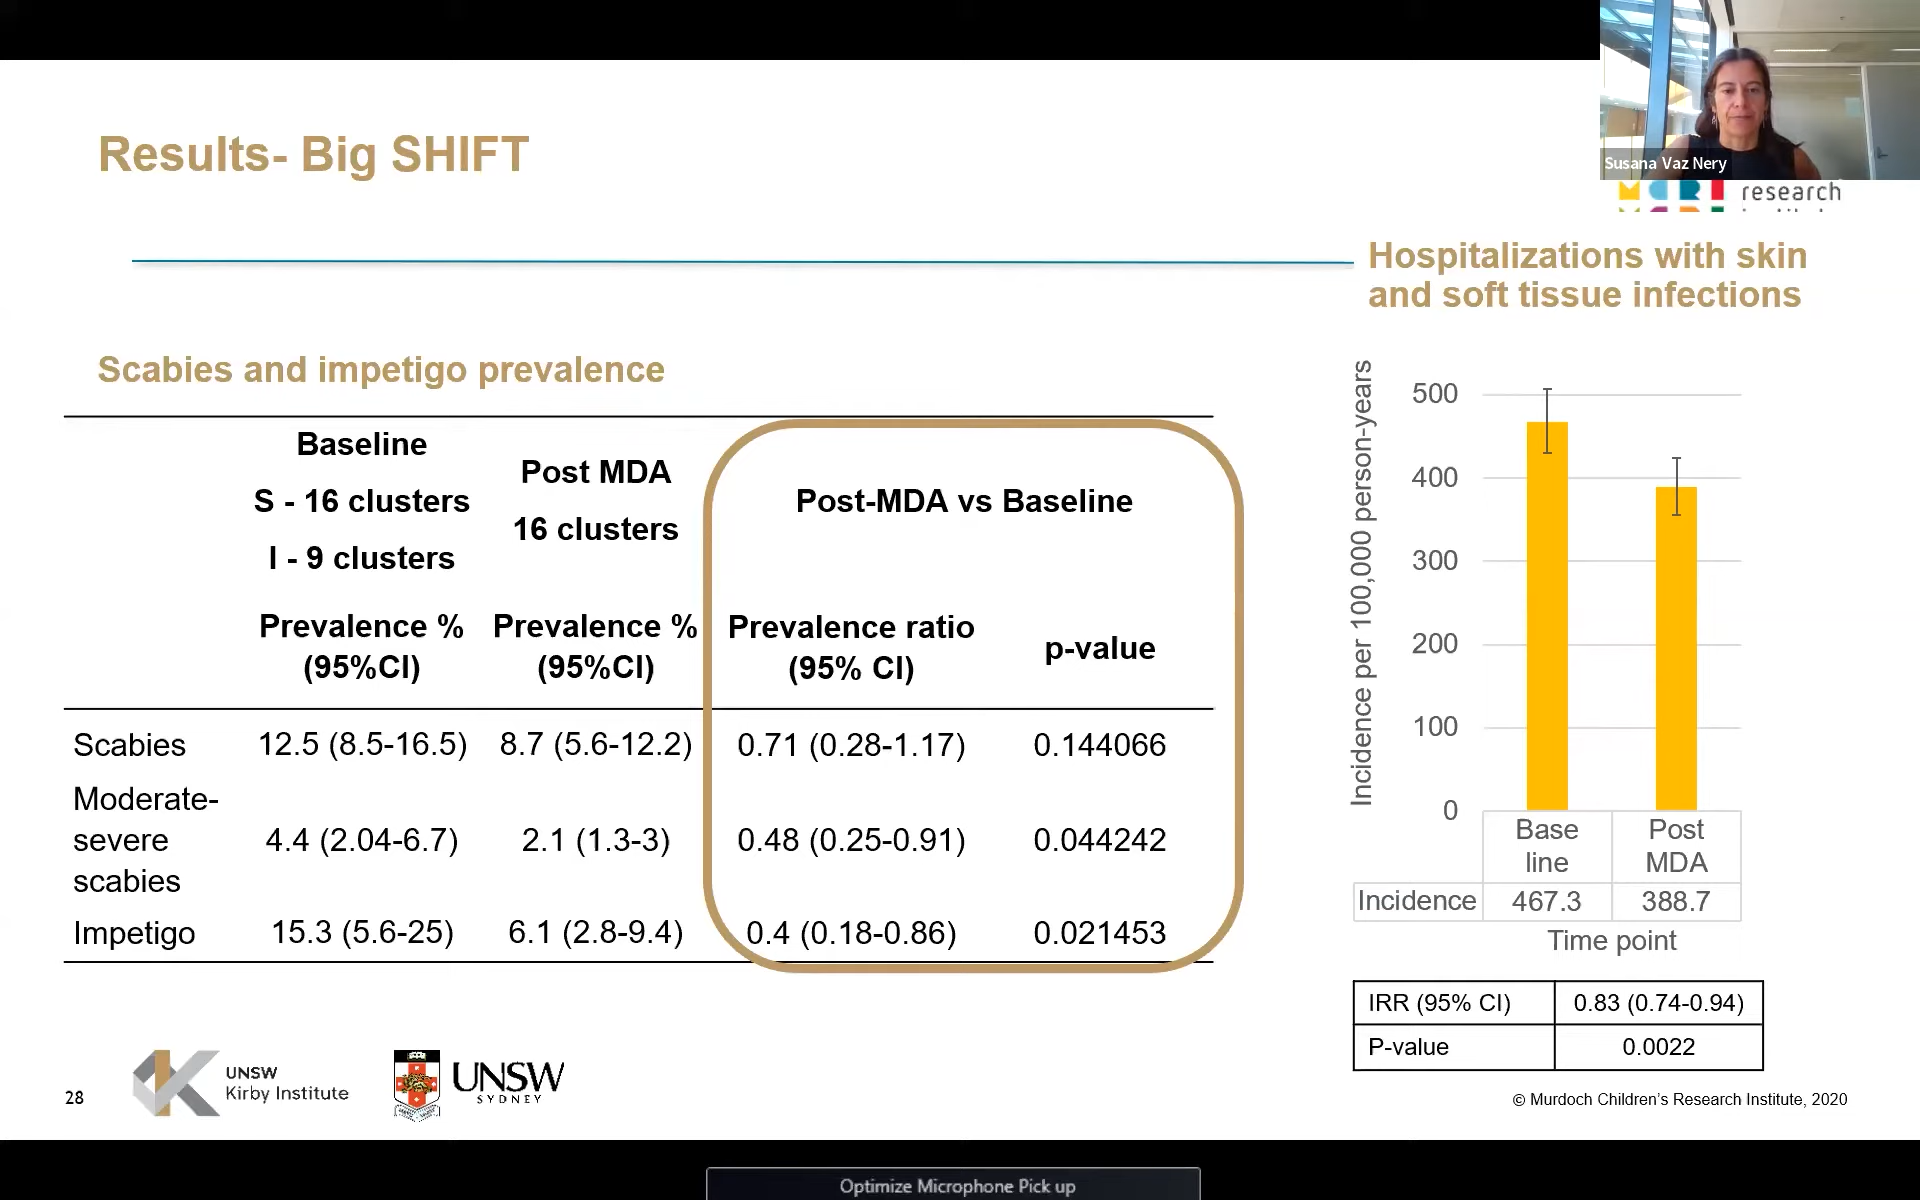 Susana Vaz Nery
research
Results- Big SHIFT
Hospitalizations with skin
and soft tissue infections
Scabies and impetigo prevalence
Baseline
S - 16 clusters
I - 9 clusters
Post MDA
16 clusters
Post-MDA vs Baseline
Prevalence %
(95%CI)
Prevalence %
(95%CI)
Prevalence ratio
(95% CI)
p-value
Scabies 12.5 (8.5-16.5) 8.7 (5.6-12.2) 0.71 (0.28-1.17) 0.144066
Moderate-
severe 4.4 (2.04-6.7) 2.1 (1.3-3) 0.48 (0.25-0.91) 0.044242
scabies
Impetigo 15.3 (5.6-25) 6.1 (2.8-9.4) 0.4 (0.18-0.86) 0.021453
Incidence per 100,000 person-years
500
400
300
200
100
0
Base
line
Post
MDA
Incidence 467.3 388.7
Time point
IRR (95% CI) 0.83 (0.74-0.94)
P-value 0.0022
28
UNSW
Kirby Institute
UNSW
SYDNEY
© Murdoch Children's Research Institute, 2020
Optimize Microphone Pick up